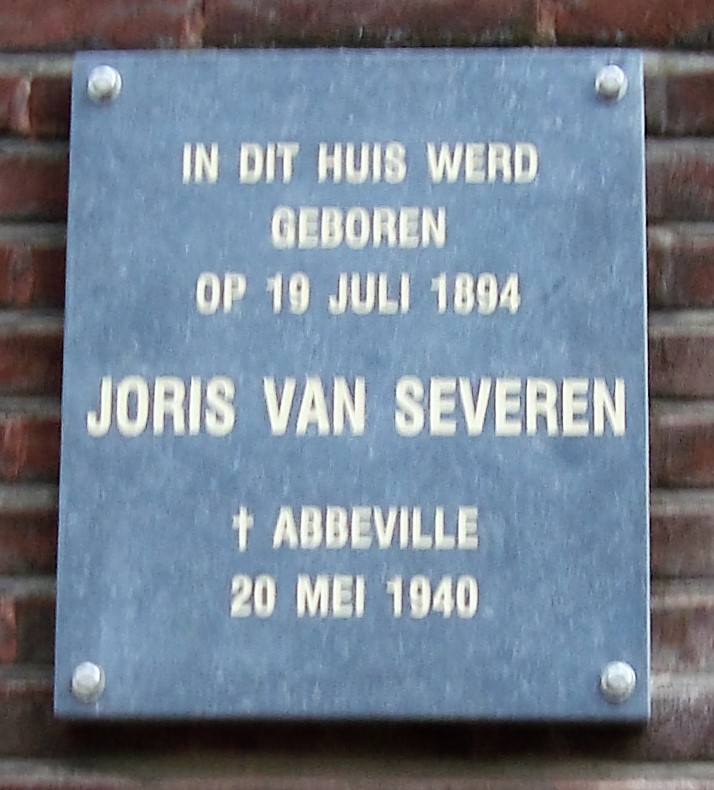 IN DIT HUIS WERD
GEBOREN
OP 19 JULI 1894
JORIS VAN SEVEREN
† ABBEVILLE
20 MEI 1940